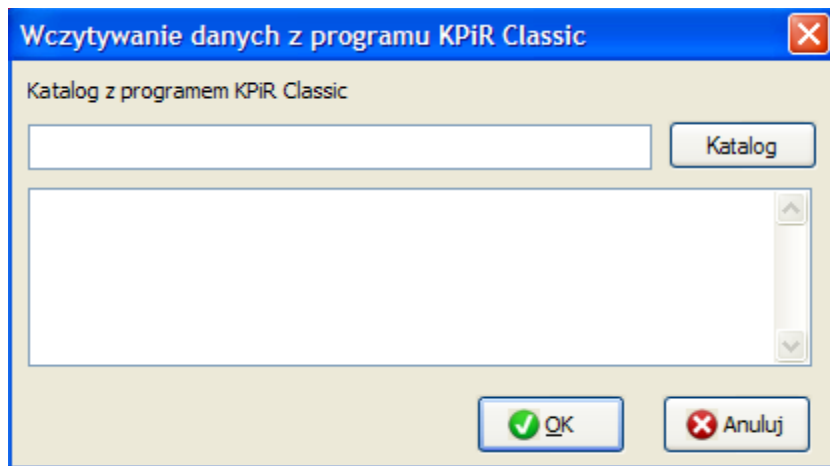 Wczytywanie danych z programu KPiR Classic
Katalog z programem KPiR Classic
Katalog
OK
Anuluj